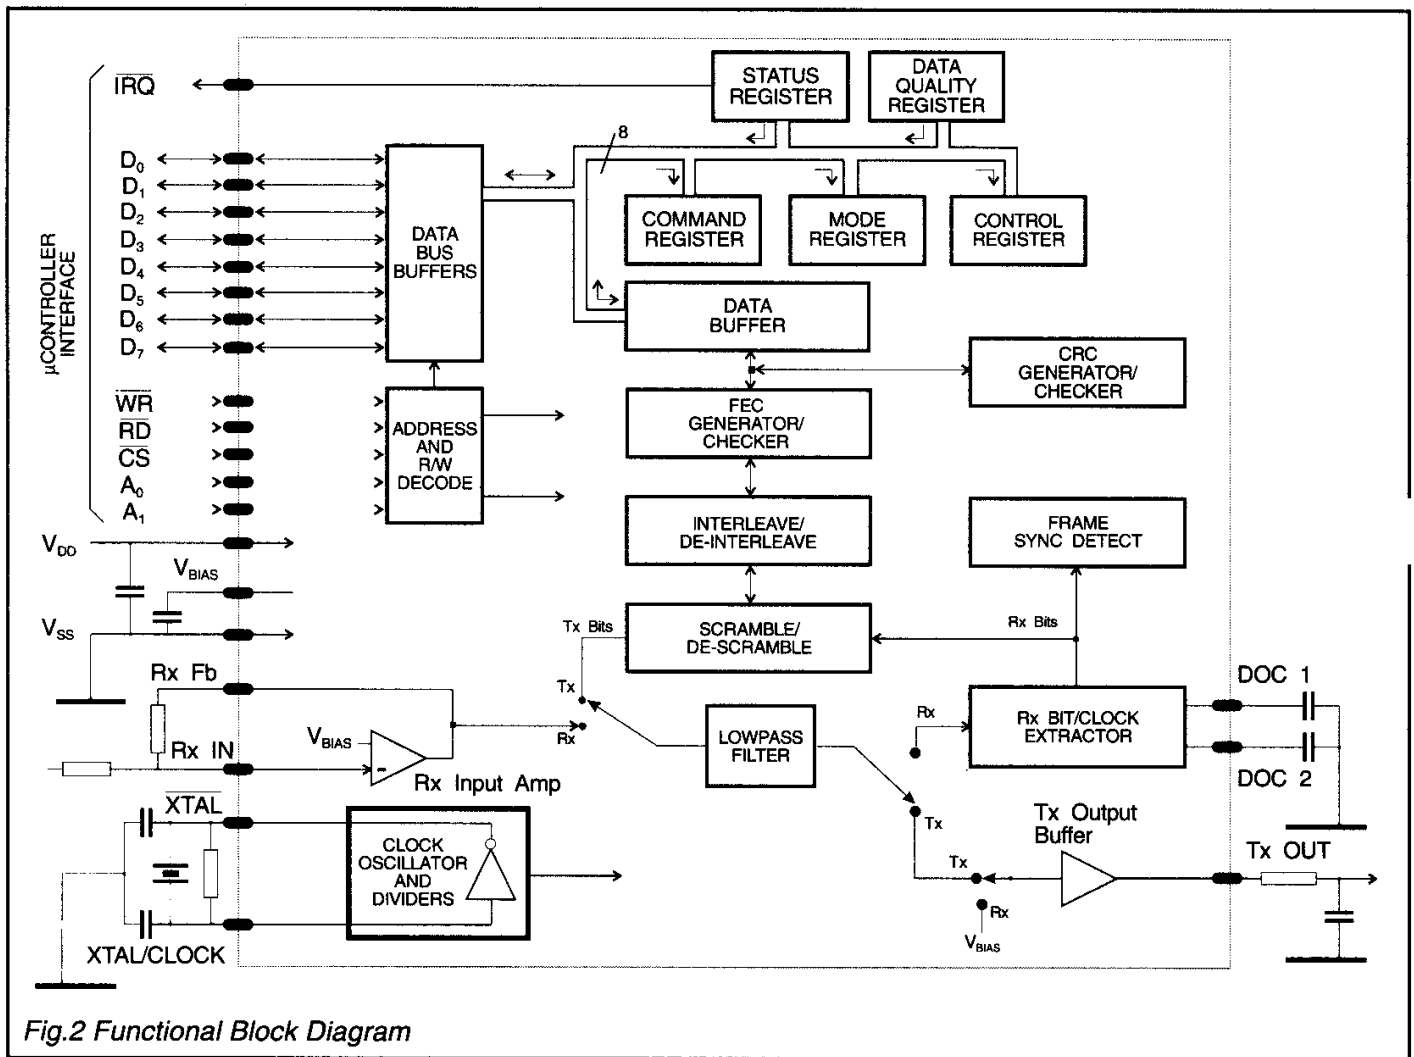 IRQ
STATUS
REGISTER
DATA
QUALITY
REGISTER
8
D0
D1
D2
D3
D4
D5
D6
D7
µCONTROLLER
INTERFACE
DATA
BUS
BUFFERS
COMMAND
REGISTER
MODE
REGISTER
CONTROL
REGISTER
DATA
BUFFER
CRC
GENERATOR/
CHECKER
WR
RD
CS
A0
A1
ADDRESS
AND
R/W
DECODE
FEC
GENERATOR/
CHECKER
INTERLEAVE/
DE-INTERLEAVE
FRAME
SYNC DETECT
VDD
VBIAS
VSS
Tx Bits
SCRAMBLE/
DE-SCRAMBLE
Rx Bits
Rx Fb
Tx
Rx
VBIAS
Rx IN
Rx Input Amp
LOWPASS
FILTER
Rx
Rx BIT/CLOCK
EXTRACTOR
DOC 1
DOC 2
XTAL
CLOCK
OSCILLATOR
AND
DIVIDERS
XTAL/CLOCK
Tx
Tx Output
Buffer
Tx
Rx
VBIAS
Tx OUT
Fig.2 Functional Block Diagram